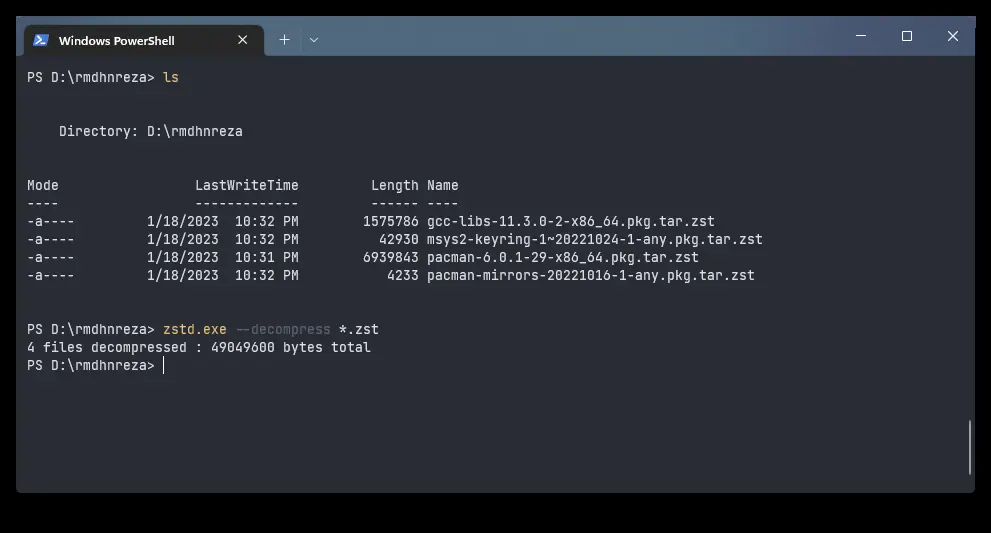 Windows PowerShell
PS D:\rmdhnreza> ls
Directory: D:\rmdhnreza
Mode LastWriteTime Length Name
---- ------------- ------ ----
-a---- 1/18/2023 10:32 PM 1575786 gcc-libs-11.3.0-2-x86_64.pkg.tar.zst
-a---- 1/18/2023 10:32 PM 42930 msys2-keyring-1~20221024-1-any.pkg.tar.zst
-a---- 1/18/2023 10:31 PM 6939843 pacman-6.0.1-29-x86_64.pkg.tar.zst
-a---- 1/18/2023 10:32 PM 4233 pacman-mirrors-20221016-1-any.pkg.tar.zst
PS D:\rmdhnreza> zstd.exe --decompress *.zst
4 files decompressed : 49049600 bytes total
PS D:\rmdhnreza>